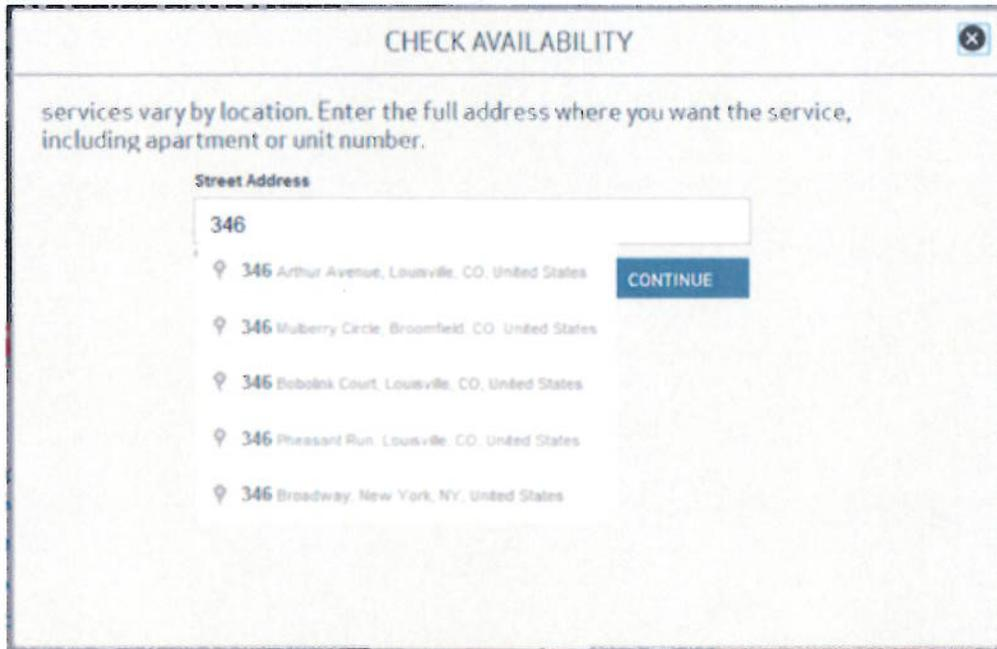 CHECK AVAILABILITY
services vary by location. Enter the full address where you want the service,
including apartment or unit number.
Street Address
346
346 Arthur Avenue, Louisville, CO, United States
CONTINUE
346 Mulberry Circle, Broomfield, CO, United States
346 Bobolink Court, Louisville, CO, United States
346 Pheasant Run, Louisville, CO, United States
346 Broadway, New York, NY, United States